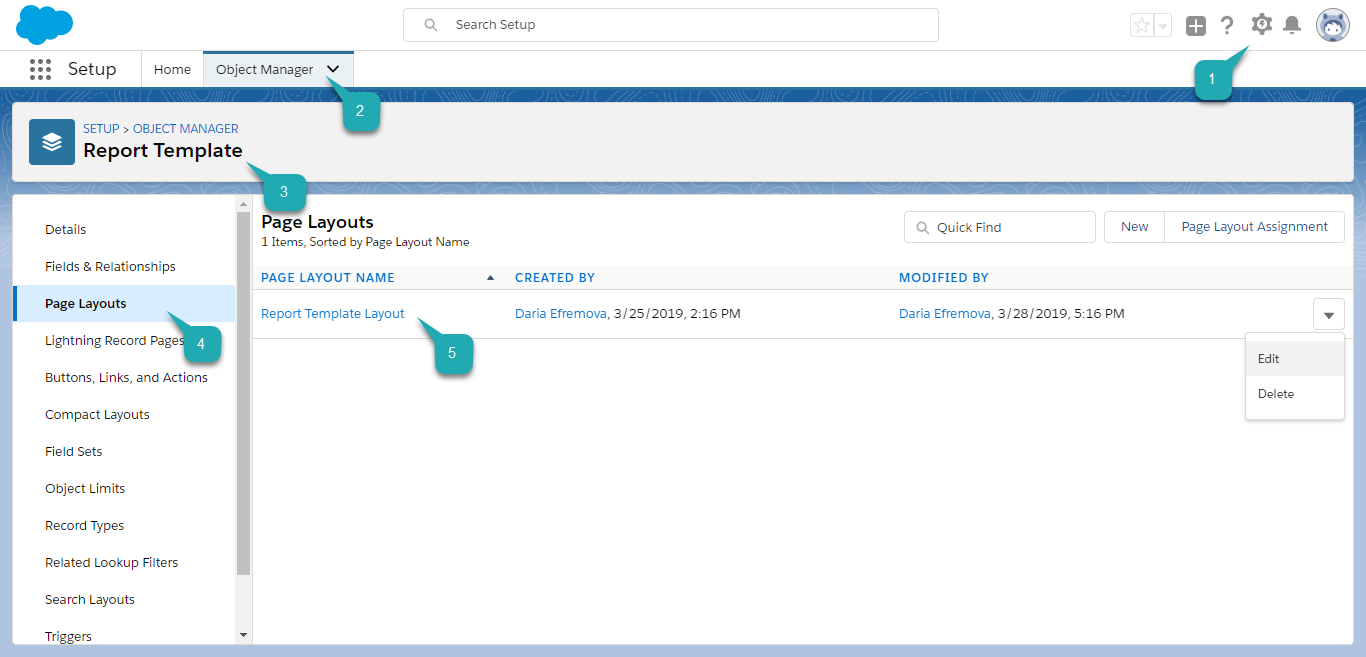 Search Setup
Setup
Home
Object Manager
1
2
SETUP > OBJECT MANAGER
Report Template
3
Details
Fields & Relationships
Page Layouts
Lightning Record Pages
4
Buttons, Links, and Actions
Compact Layouts
Field Sets
Object Limits
Record Types
Related Lookup Filters
Search Layouts
Triggers
Page Layouts
1 Items, Sorted by Page Layout Name
Quick Find
New
Page Layout Assignment
PAGE LAYOUT NAME CREATED BY MODIFIED BY
Report Template Layout Daria Efremova, 3/25/2019, 2:16 PM Daria Efremova, 3/28/2019, 5:16 PM
5
Edit
Delete